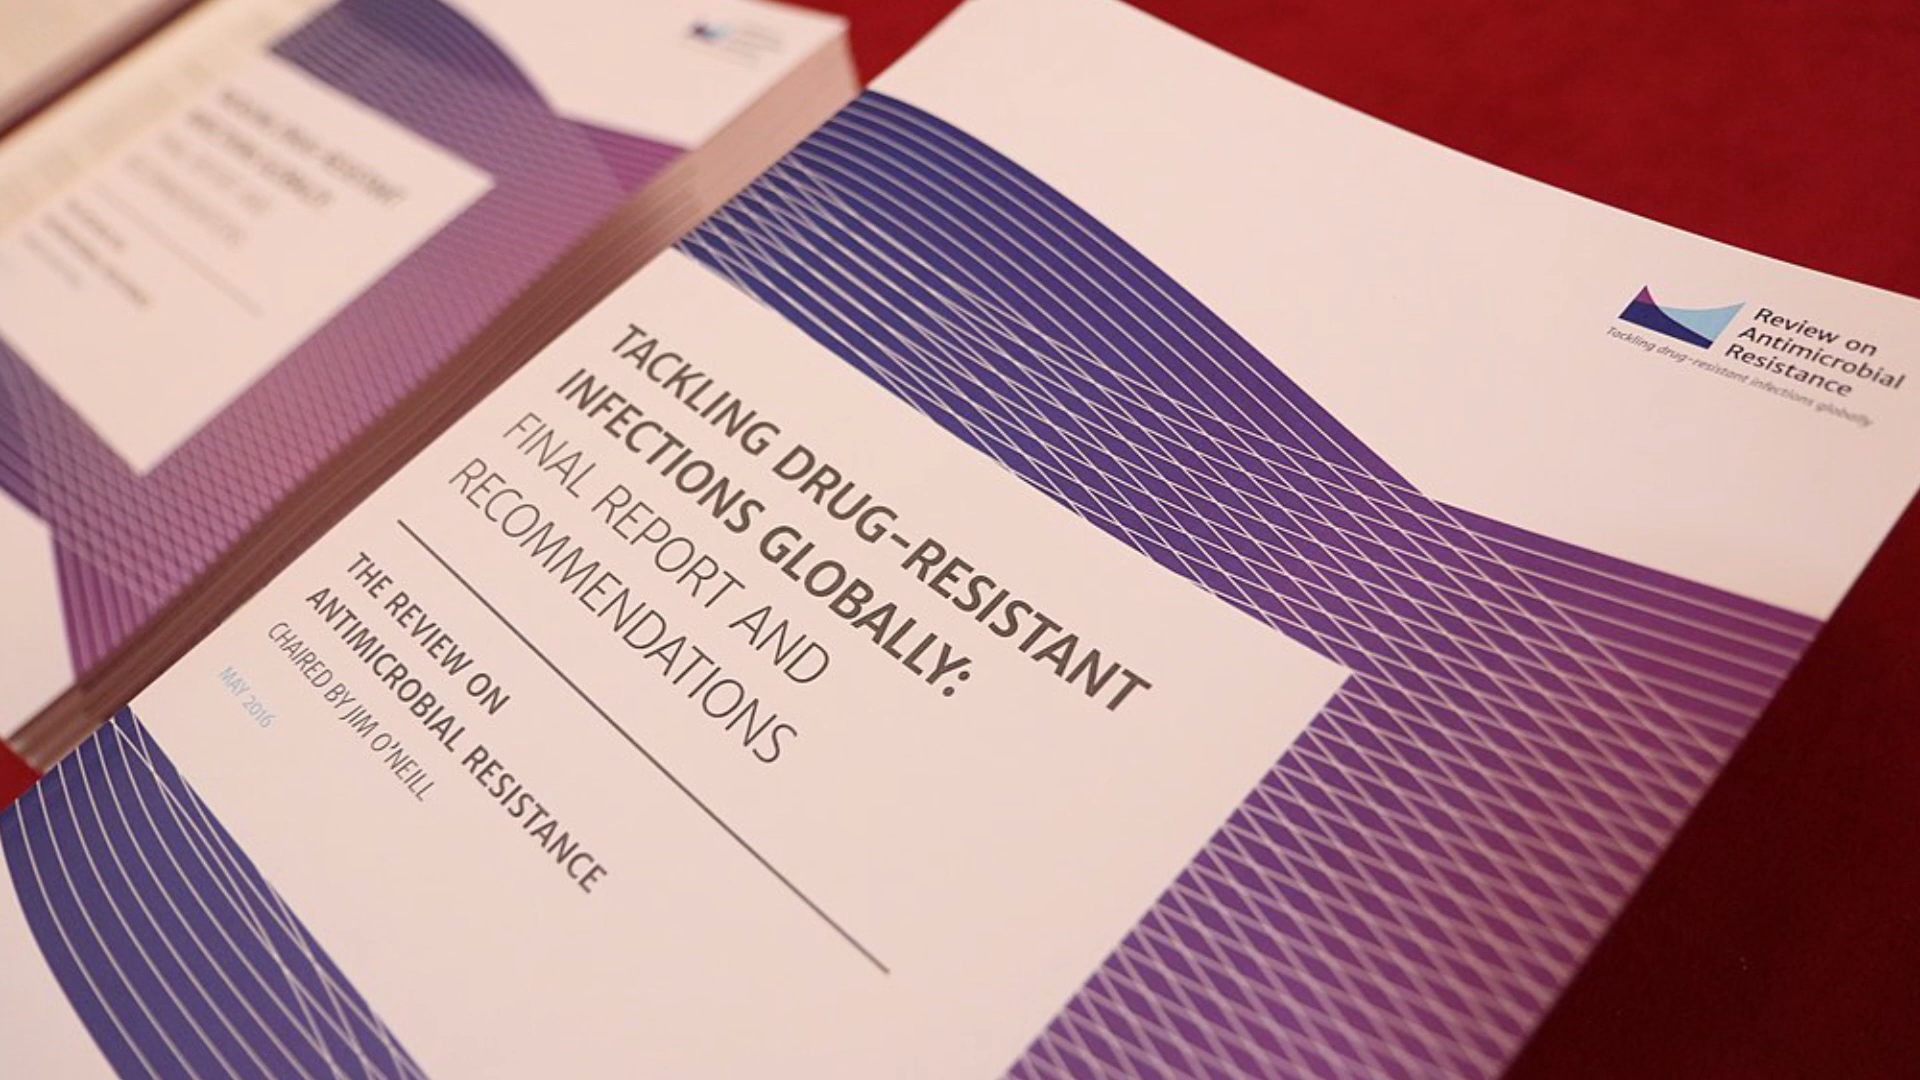 Review on
Antimicrobial
Resistance
Tackling drug-resistant infections globally
TACKLING DRUG-RESISTANT
INFECTIONS GLOBALLY:
FINAL REPORT AND
RECOMMENDATIONS
THE REVIEW ON
ANTIMICROBIAL RESISTANCE
CHAIRED BY JIM O'NEILL
MAY 2016